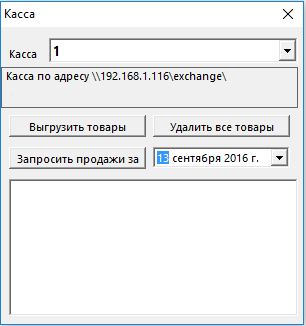 Касса
Касса 1
Касса по адресу \\192.168.1.116\exchange\
Выгрузить товары Удалить все товары
Запросить продажи за 13 сентября 2016 г.